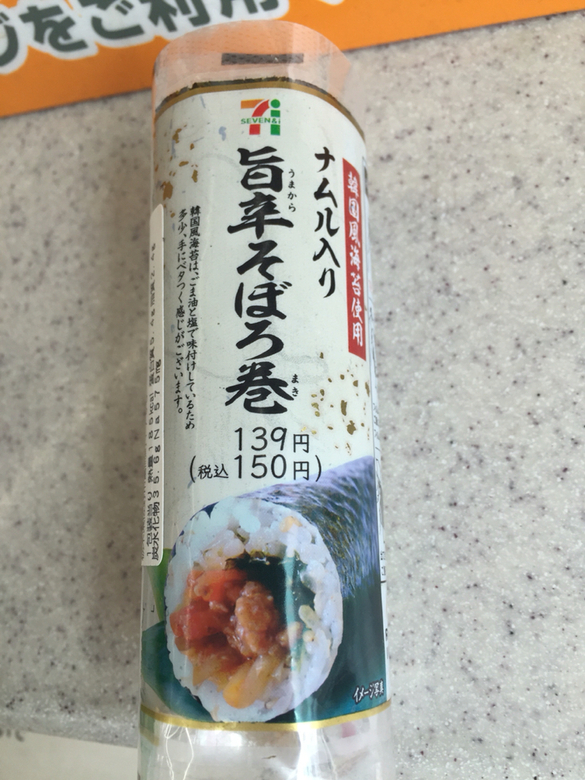 をご利用
SEVEN&i
韓国風海苔使用
ナムル入り
うまから
旨辛そぼろ巻
まき
韓国風海苔は、ごま油と塩で味付けしているため
多少、手にベタつく感じがございます。
139円
(税込150円)
イメージ写真